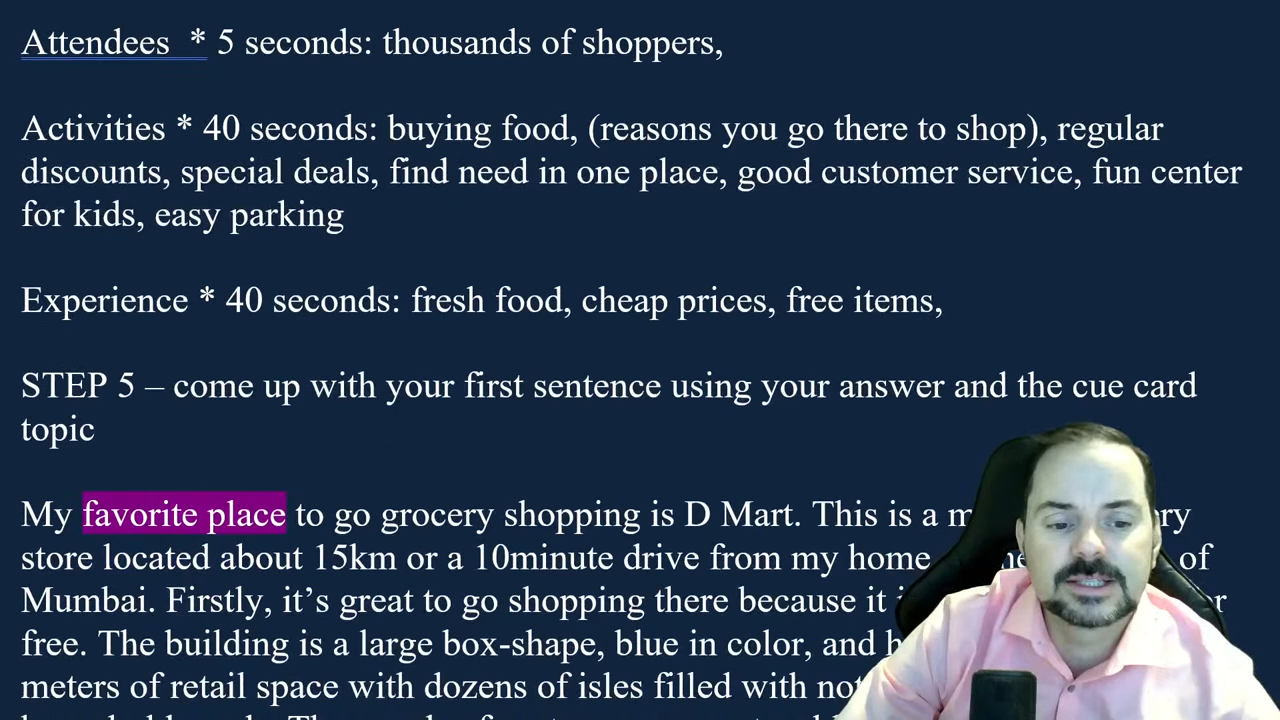 Attendees * 5 seconds: thousands of shoppers,
Activities * 40 seconds: buying food, (reasons you go there to shop), regular
discounts, special deals, find need in one place, good customer service, fun center
for kids, easy parking
Experience * 40 seconds: fresh food, cheap prices, free items,
STEP 5 – come up with your first sentence using your answer and the cue card
topic
My favorite place to go grocery shopping is D Mart. This is a
store located about 15km or a 10minute drive from my home of
Mumbai. Firstly, it’s great to go shopping there because it
free. The building is a large box-shape, blue in color, and
meters of retail space with dozens of isles filled with